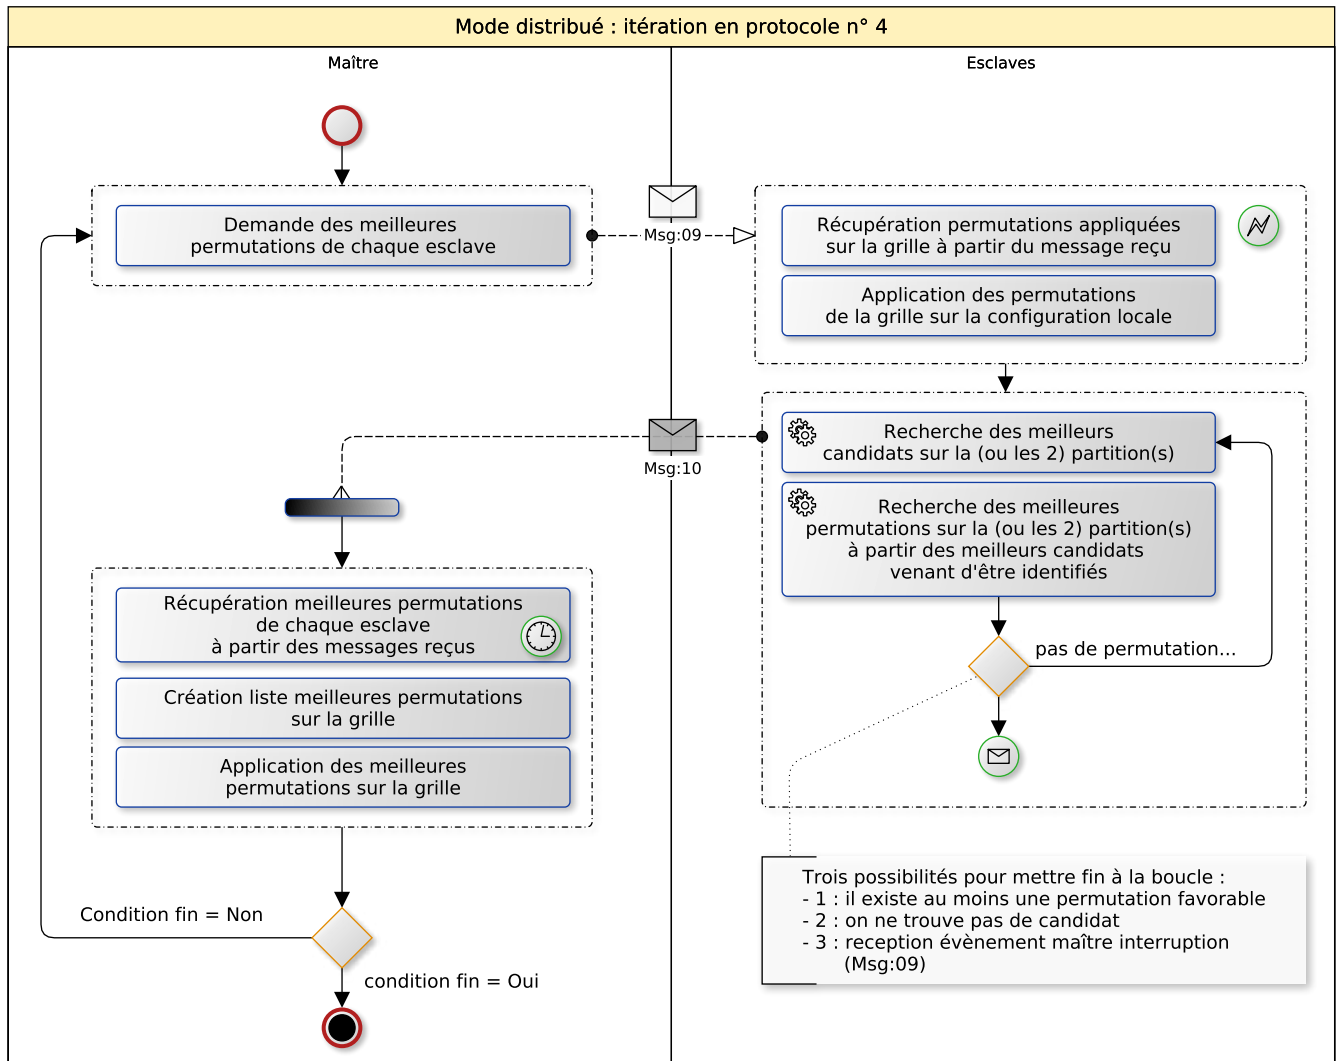 Mode distribué : itération en protocole n° 4
Maître
Esclaves
Demande des meilleures
permutations de chaque esclave
Msg:09
Récupération permutations appliquées
sur la grille à partir du message reçu
Application des permutations
de la grille sur la configuration locale
Msg:10
Recherche des meilleurs
candidats sur la (ou les 2) partition(s)
Recherche des meilleures
permutations sur la (ou les 2) partition(s)
à partir des meilleurs candidats
venant d'être identifiés
pas de permutation...
Récupération meilleures permutations
de chaque esclave
à partir des messages reçus
Création liste meilleures permutations
sur la grille
Application des meilleures
permutations sur la grille
Condition fin = Non
condition fin = Oui
Trois possibilités pour mettre fin à la boucle :
- 1 : il existe au moins une permutation favorable
- 2 : on ne trouve pas de candidat
- 3 : reception évènement maître interruption
(Msg:09)